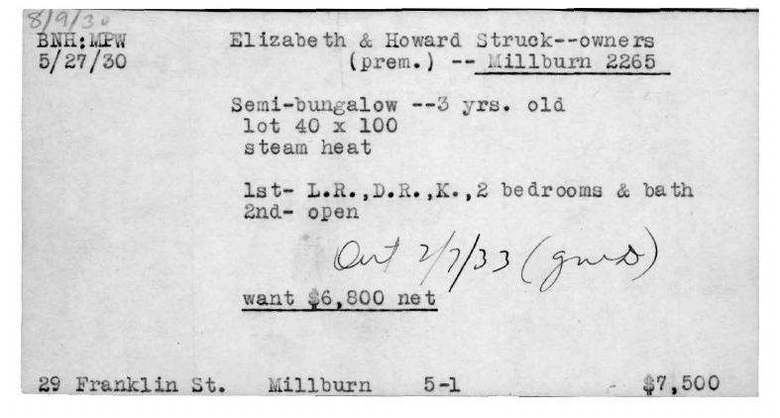 8/9/30
BNH:MPW Elizabeth & Howard Struck--owners
5/27/30 (prem.) -- Millburn 2265
Semi-bungalow --3 yrs. old
lot 40 x 100
steam heat
1st- L.R.,D.R.,K.,2 bedrooms & bath
2nd- open
Out 2/7/33 (
want $6,800 net
29 Franklin St. Millburn 5-1 $7,500